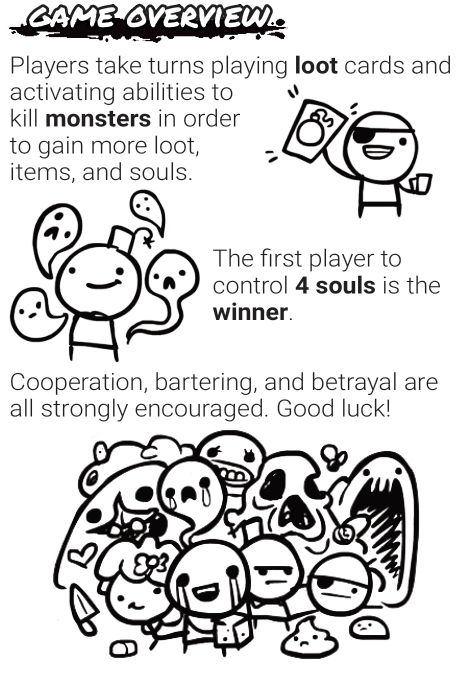 GAME OVERVIEW
Players take turns playing loot cards and
activating abilities to
kill monsters in order
to gain more loot,
items, and souls.
The first player to
control 4 souls is the
winner.
Cooperation, bartering, and betrayal are
all strongly encouraged. Good luck!